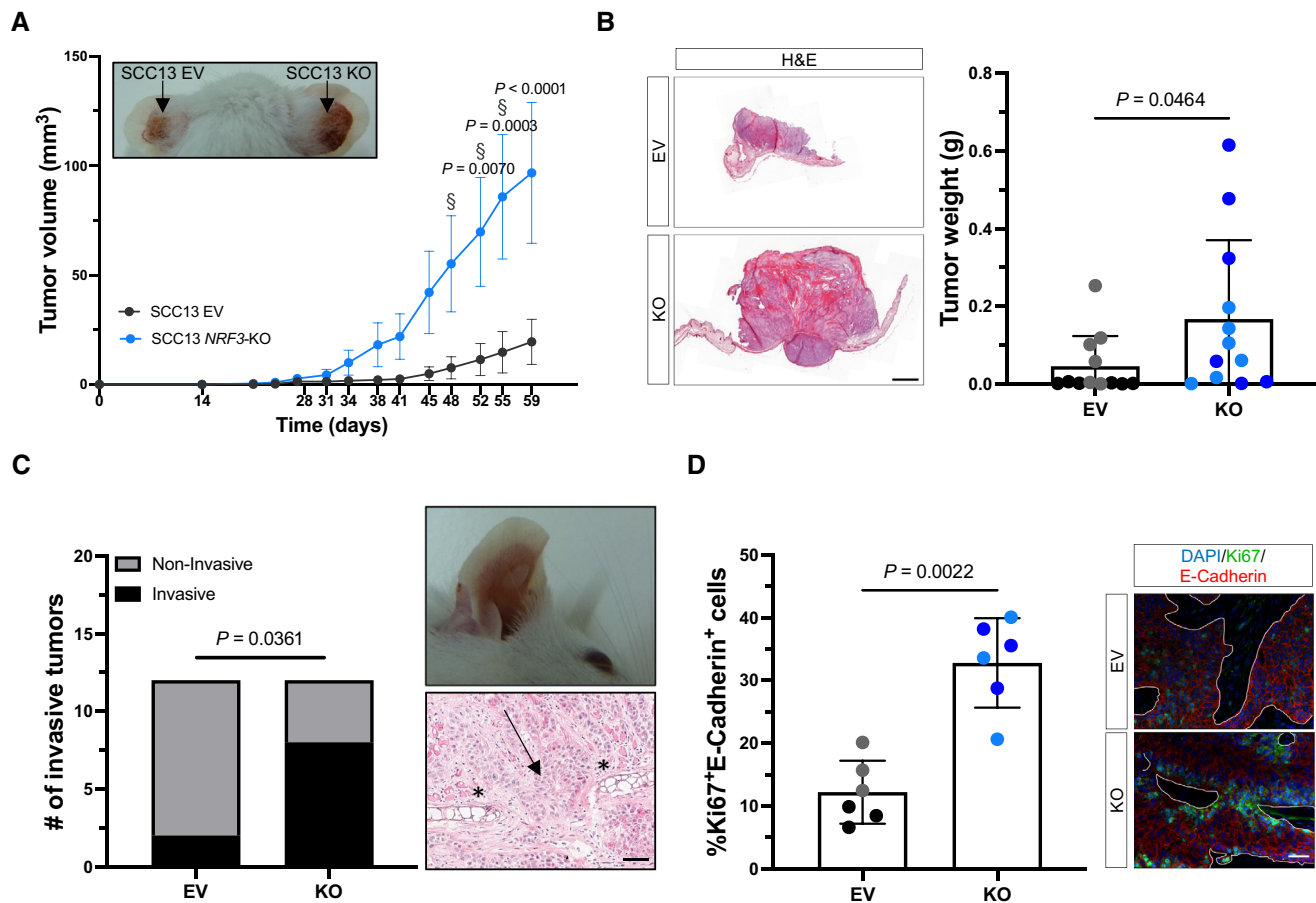 A
Tumor volume (mm³)
150
100
50
0
SCC13 EV
SCC13 KO
P < 0.0001
§
P = 0.0003
§
P = 0.0070
§
SCC13 EV
SCC13 NRF3-KO
0 14 28 31 34 38 41 45 48 52 55 59
Time (days)
B
H&E
EV
KO
Tumor weight (g)
0.8
0.6
0.4
0.2
0.0
P = 0.0464
EV KO
C
# of invasive tumors
20
15
10
5
0
Non-Invasive
Invasive
P = 0.0361
EV KO
*
*
D
%Ki67⁺E-Cadherin⁺ cells
50
40
30
20
10
0
P = 0.0022
EV KO
DAPI/Ki67/
E-Cadherin
EV
KO